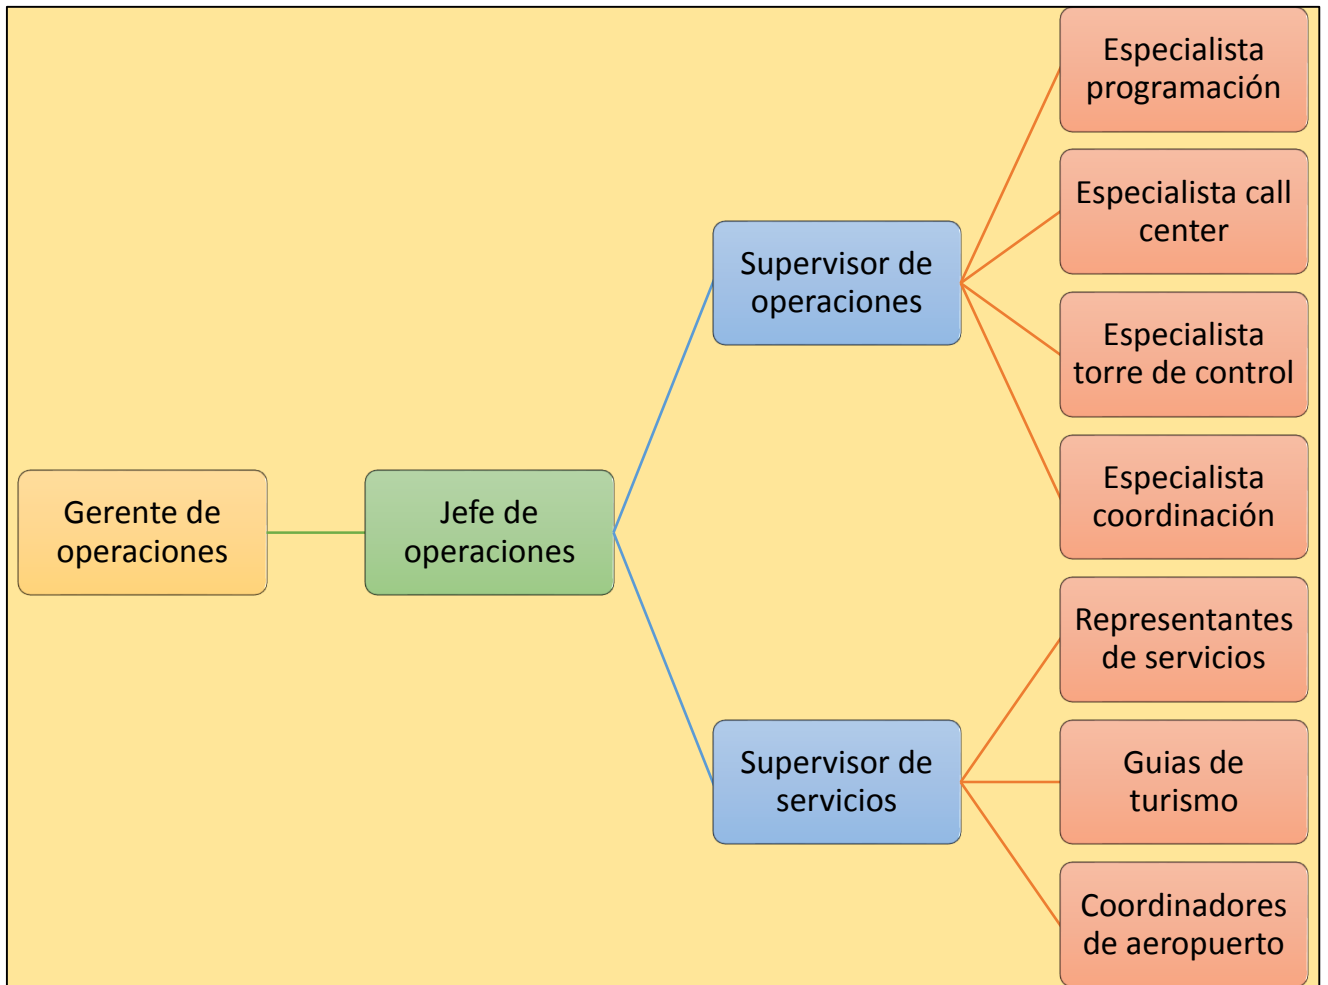 Especialista
programación
Especialista call
center
Supervisor de
operaciones
Especialista
torre de control
Especialista
coordinación
Gerente de
operaciones
Jefe de
operaciones
Representantes
de servicios
Supervisor de
servicios
Guias de
turismo
Coordinadores
de aeropuerto